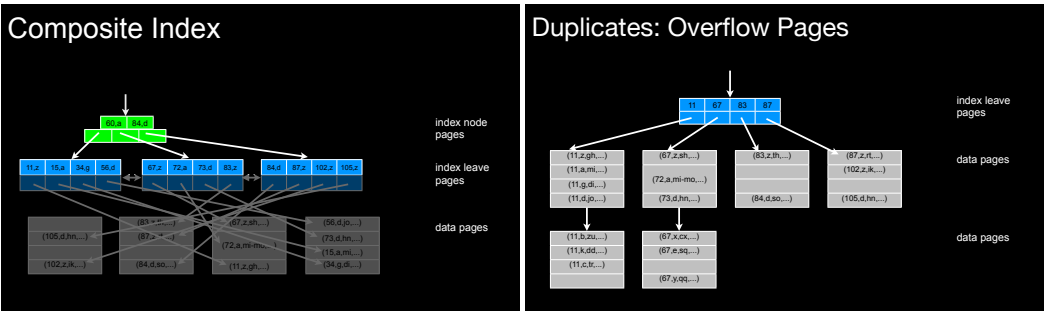 Composite Index
60,a 84,d
index node
pages
11,z 15,a 34,g 56,d 67,z 72,a 73,d 83,z 84,d 87,z 102,z 105,z
index leave
pages
data pages
(105,d,hn,...)
(102,z,ik,...)
(84,d,so,...)
(67,z,sh,...)
(72,a,mi-mo,...)
(11,z,gh,...)
(56,d,jo,...)
(73,d,hn,...)
(15,a,mi,...)
(34,g,di,...)
Duplicates: Overflow Pages
11 67 83 87
index leave
pages
data pages
(11,z,gh,...)
(11,a,mi,...)
(11,g,di,...)
(11,d,jo,...)
(67,z,sh,...)
(72,a,mi-mo,...)
(73,d,hn,...)
(83,z,th,...)
(84,d,so,...)
(87,z,rt,...)
(102,z,ik,...)
(105,d,hn,...)
data pages
(11,b,zu,...)
(11,k,dd,...)
(11,c,tr,...)
(67,x,cx,...)
(67,e,sq,...)
(67,y,qq,...)